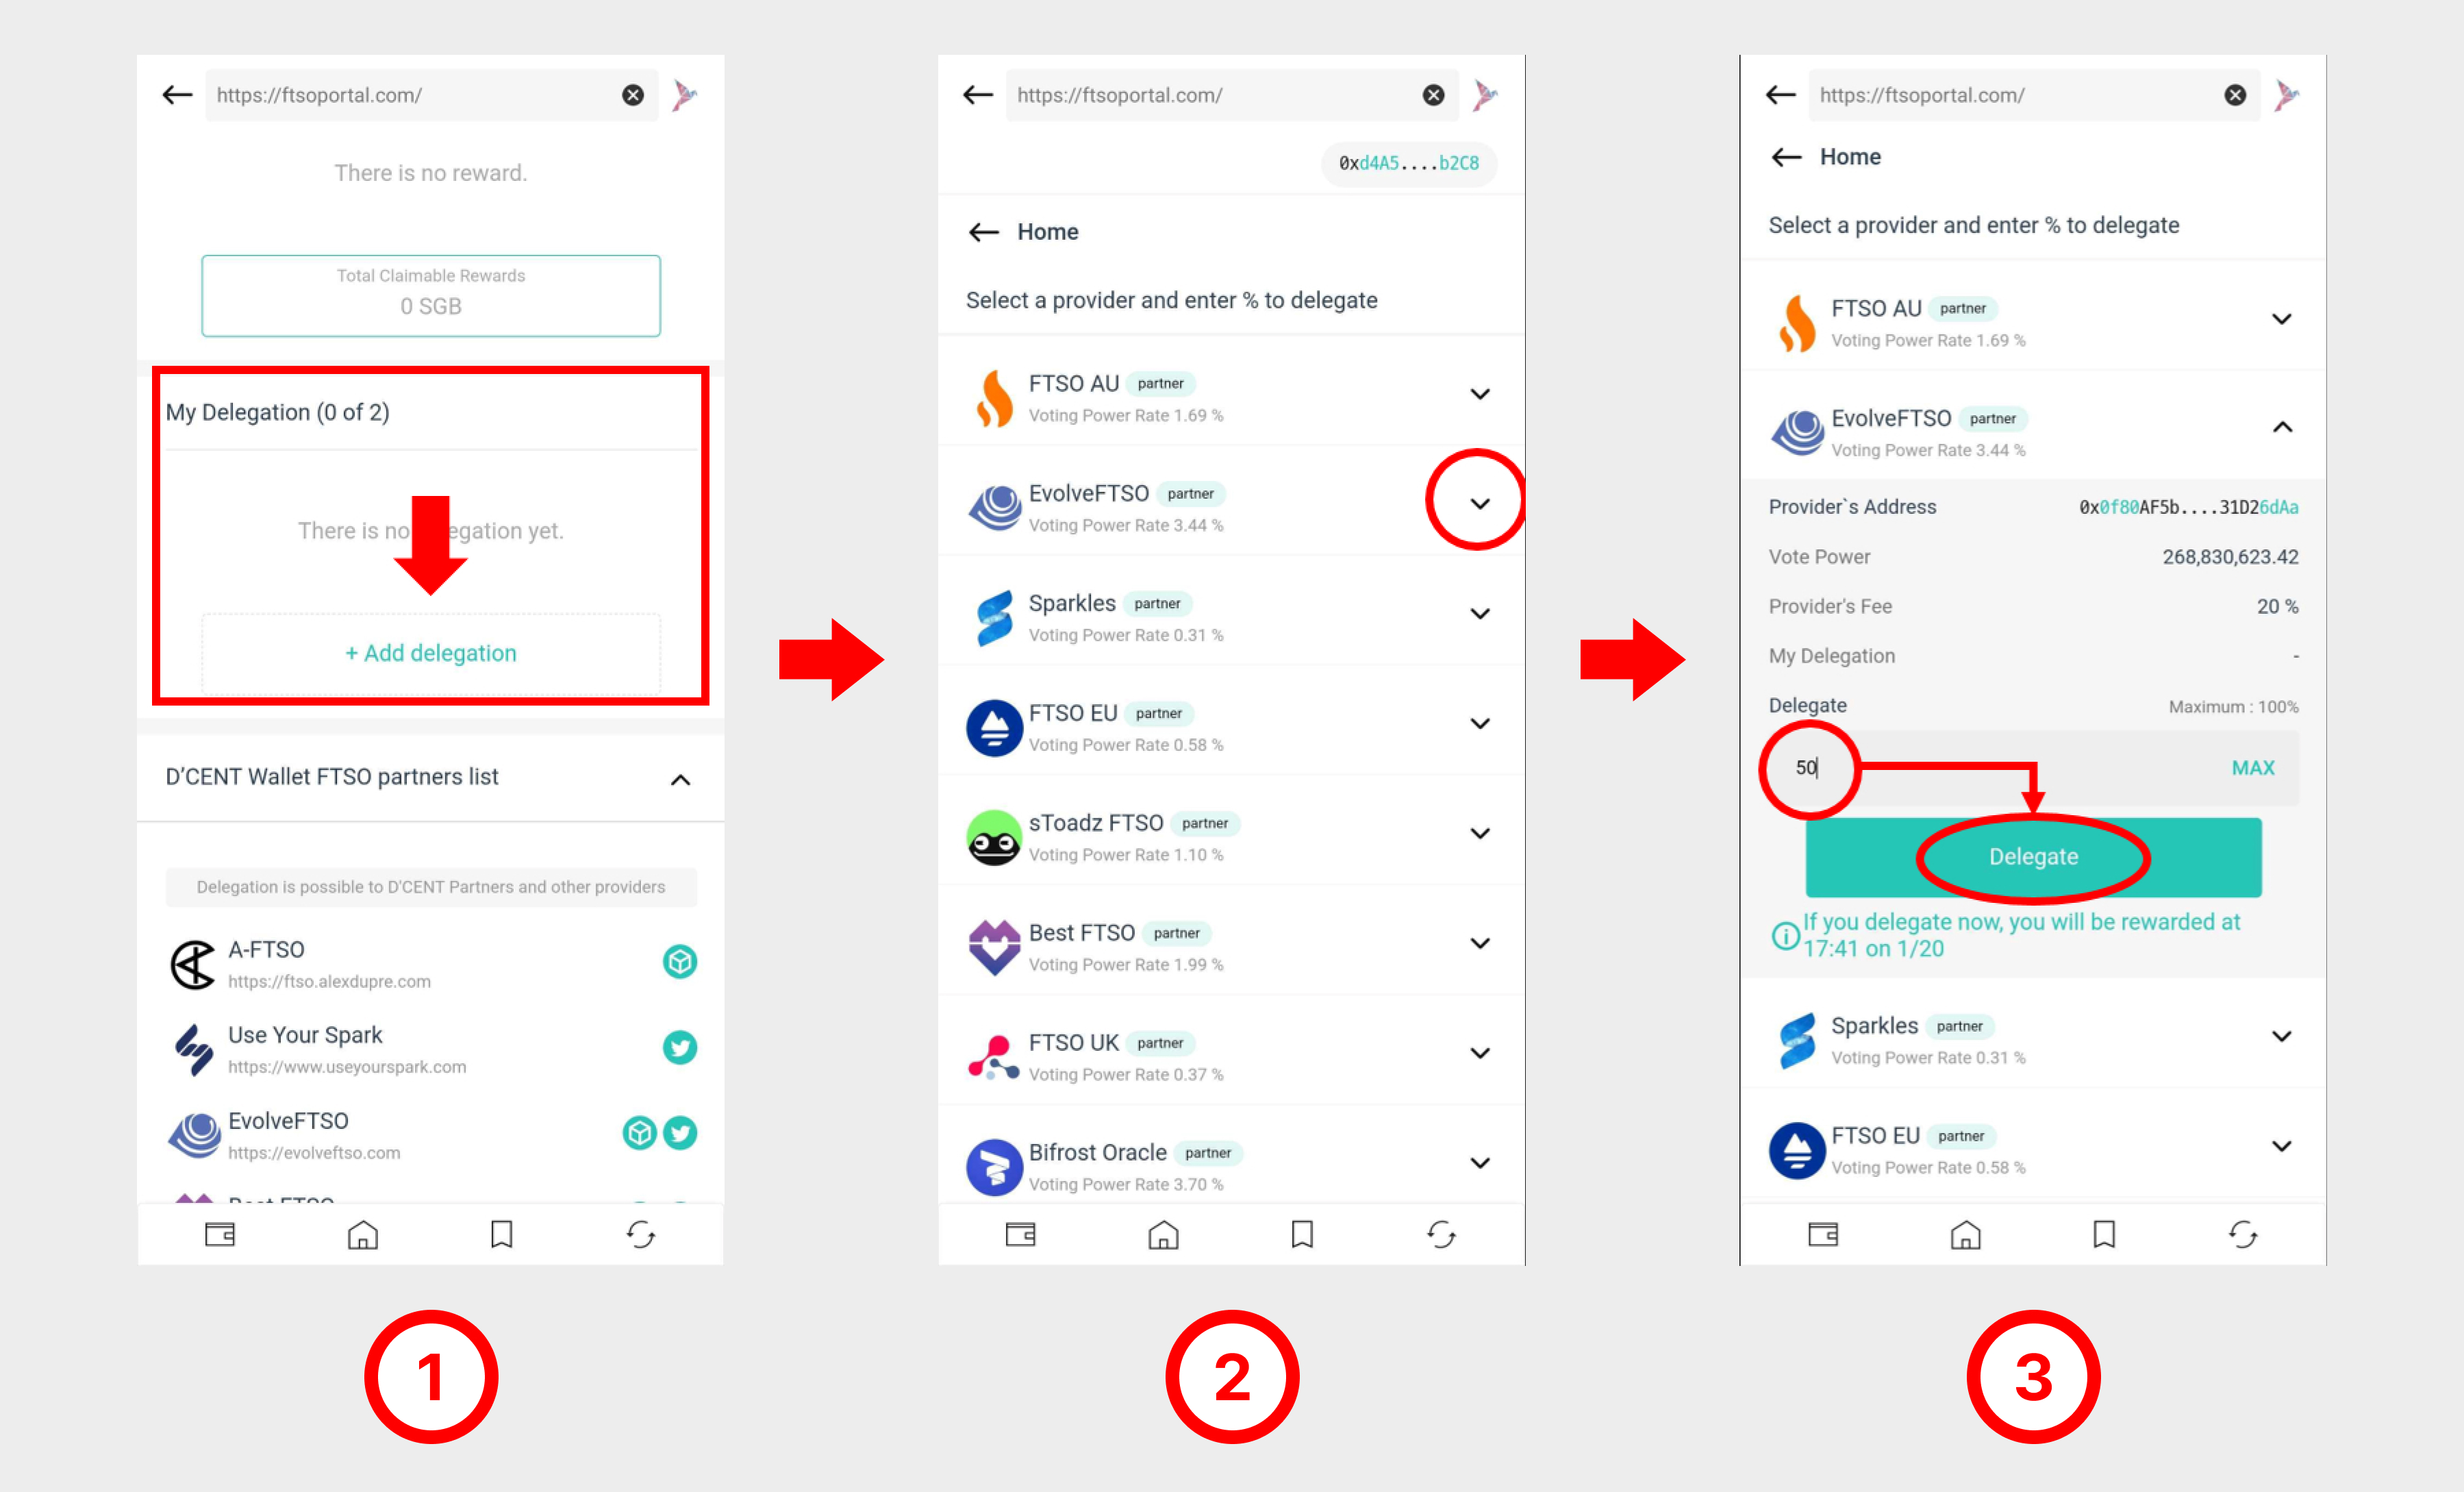 https://ftsoportal.com/
There is no reward.
Total Claimable Rewards
0 SGB
My Delegation (0 of 2)
There is no egation yet.
+ Add delegation
D'CENT Wallet FTSO partners list
Delegation is possible to D'CENT Partners and other providers
A-FTSO
https://ftso.alexdupre.com
Use Your Spark
https://www.useyourspark.com
EvolveFTSO
https://evolveftso.com
1
https://ftsoportal.com/
0xd4A5....b2C8
Home
Select a provider and enter % to delegate
FTSO AU partner
Voting Power Rate 1.69 %
EvolveFTSO partner
Voting Power Rate 3.44 %
Sparkles partner
Voting Power Rate 0.31 %
FTSO EU partner
Voting Power Rate 0.58 %
sToadz FTSO partner
Voting Power Rate 1.10 %
Best FTSO partner
Voting Power Rate 1.99 %
FTSO UK partner
Voting Power Rate 0.37 %
Bifrost Oracle partner
Voting Power Rate 3.70 %
2
https://ftsoportal.com/
Home
Select a provider and enter % to delegate
FTSO AU partner
Voting Power Rate 1.69 %
EvolveFTSO partner
Voting Power Rate 3.44 %
Provider`s Address 0x0f80AF5b....31D26dAa
Vote Power 268,830,623.42
Provider's Fee 20 %
My Delegation -
Delegate Maximum : 100%
50 MAX
Delegate
If you delegate now, you will be rewarded at
17:41 on 1/20
Sparkles partner
Voting Power Rate 0.31 %
FTSO EU partner
Voting Power Rate 0.58 %
3